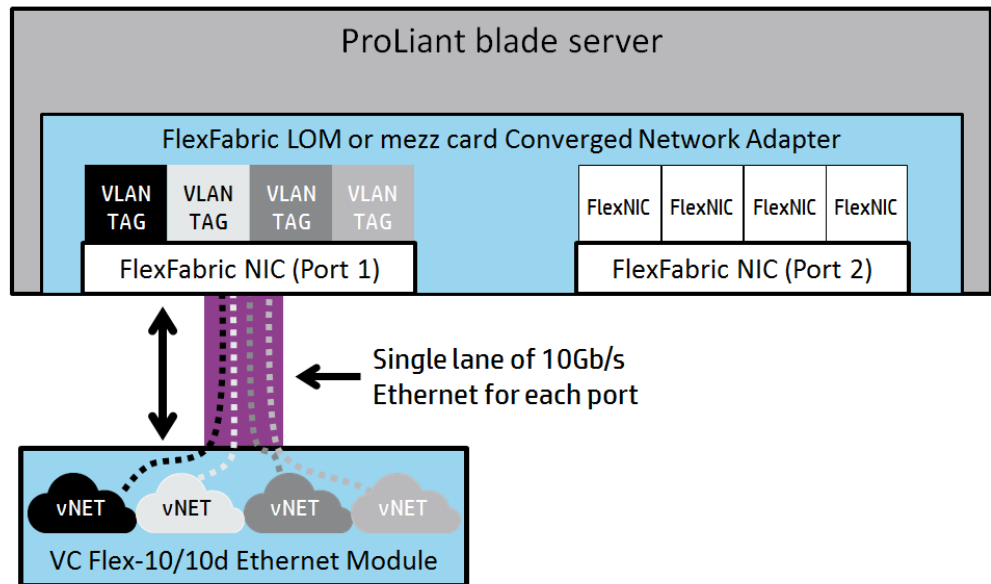 ProLiant blade server
FlexFabric LOM or mezz card Converged Network Adapter
VLAN TAG
VLAN TAG
VLAN TAG
VLAN TAG
FlexNIC
FlexNIC
FlexNIC
FlexNIC
FlexFabric NIC (Port 1)
FlexFabric NIC (Port 2)
Single lane of 10Gb/s
Ethernet for each port
vNET
vNET
vNET
vNET
VC Flex-10/10d Ethernet Module